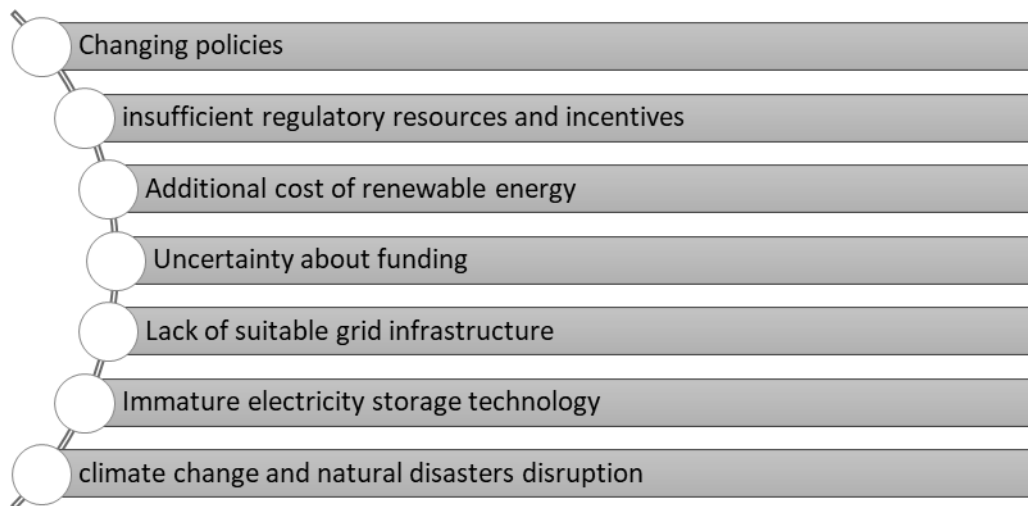 Changing policies
insufficient regulatory resources and incentives
Additional cost of renewable energy
Uncertainty about funding
Lack of suitable grid infrastructure
Immature electricity storage technology
climate change and natural disasters disruption